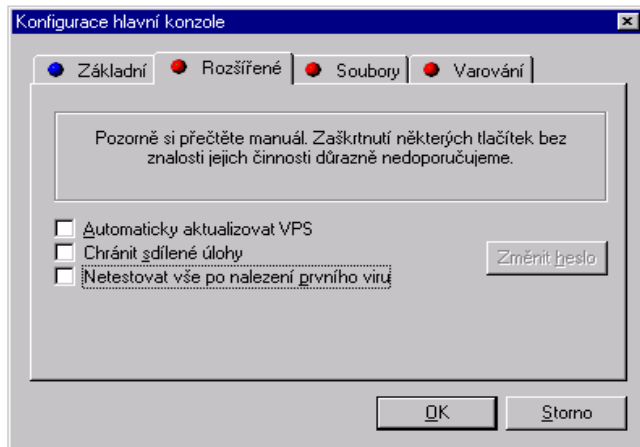 Konfigurace hlavní konzole
Základní Rozšířené Soubory Varování
Pozorně si přečtěte manuál. Zaškrtnutí některých tlačítek bez
znalosti jejich činnosti důrazně nedoporučujeme.
Automaticky aktualizovat VPS
Chránit sdílené úlohy
Změnit heslo
Netestovat vše po nalezení prvního viru
OK Storno